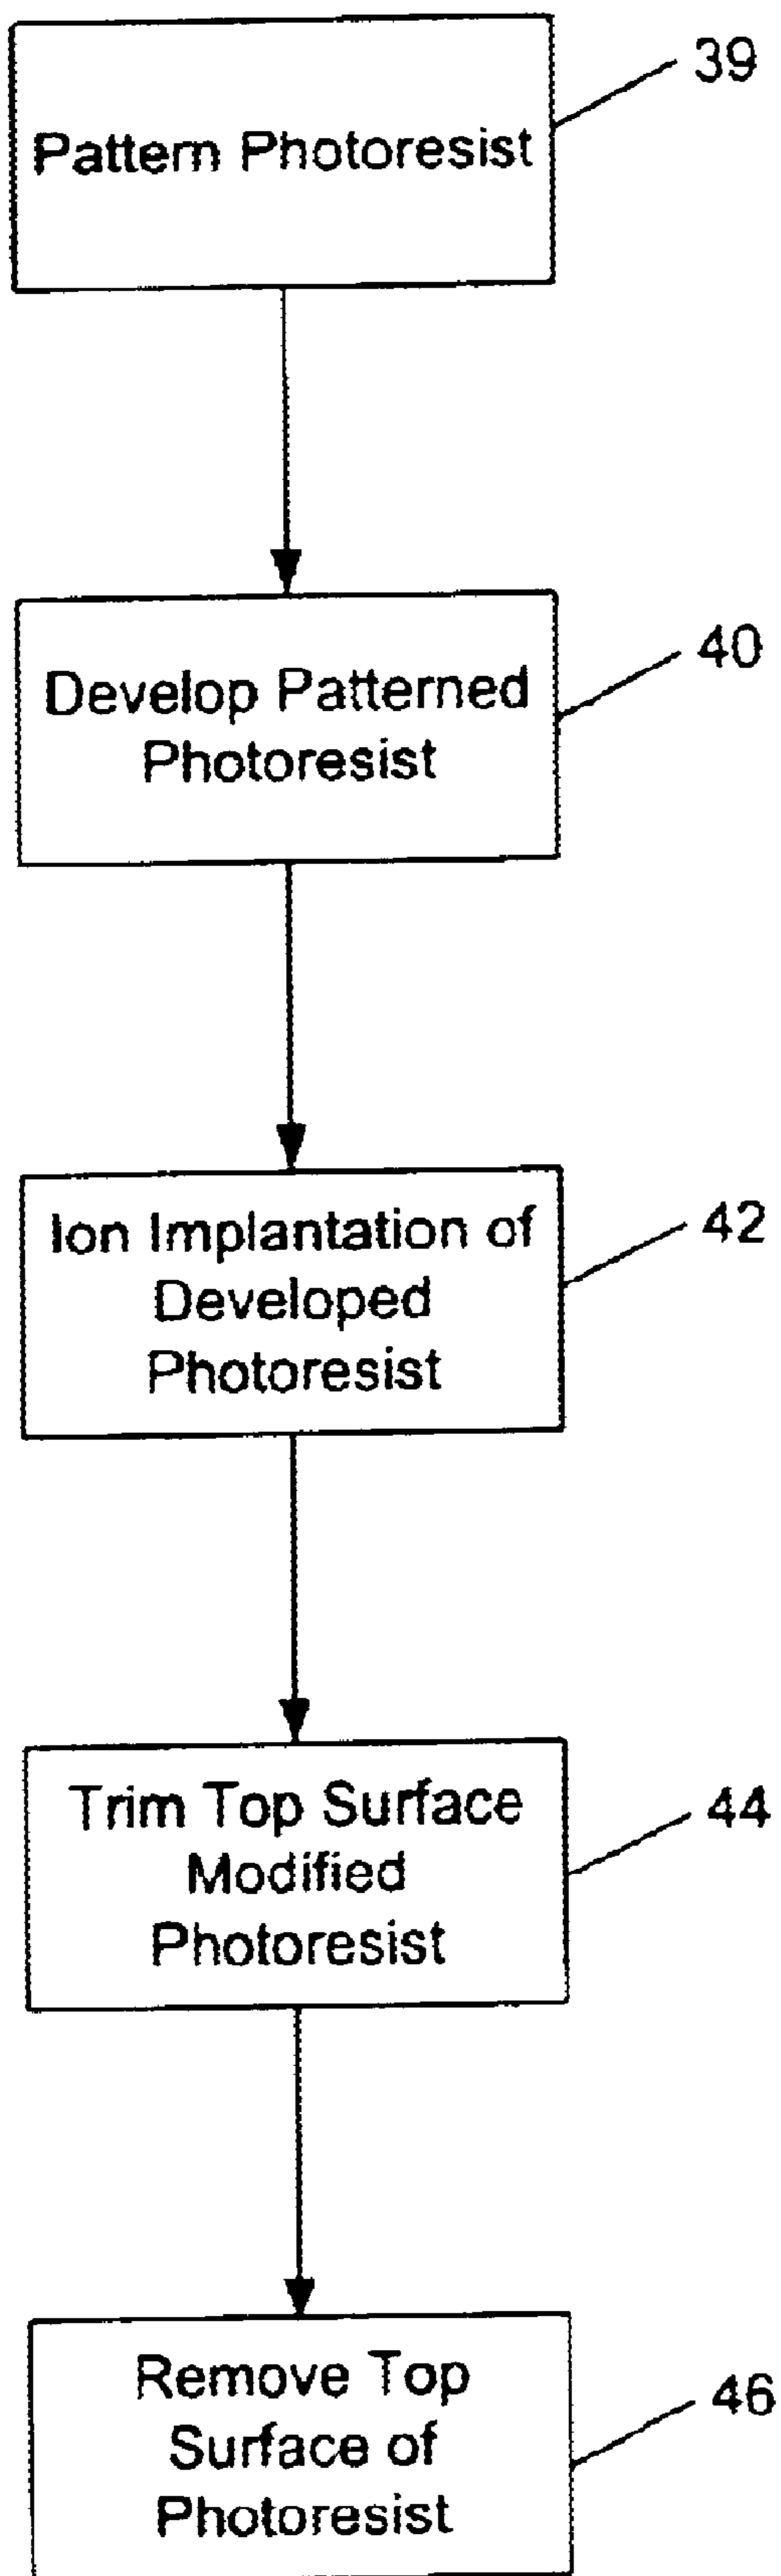 Pattern Photoresist
39
Develop Patterned
Photoresist
40
Ion Implantation of
Developed
Photoresist
42
Trim Top Surface
Modified
Photoresist
44
Remove Top
Surface of
Photoresist
46